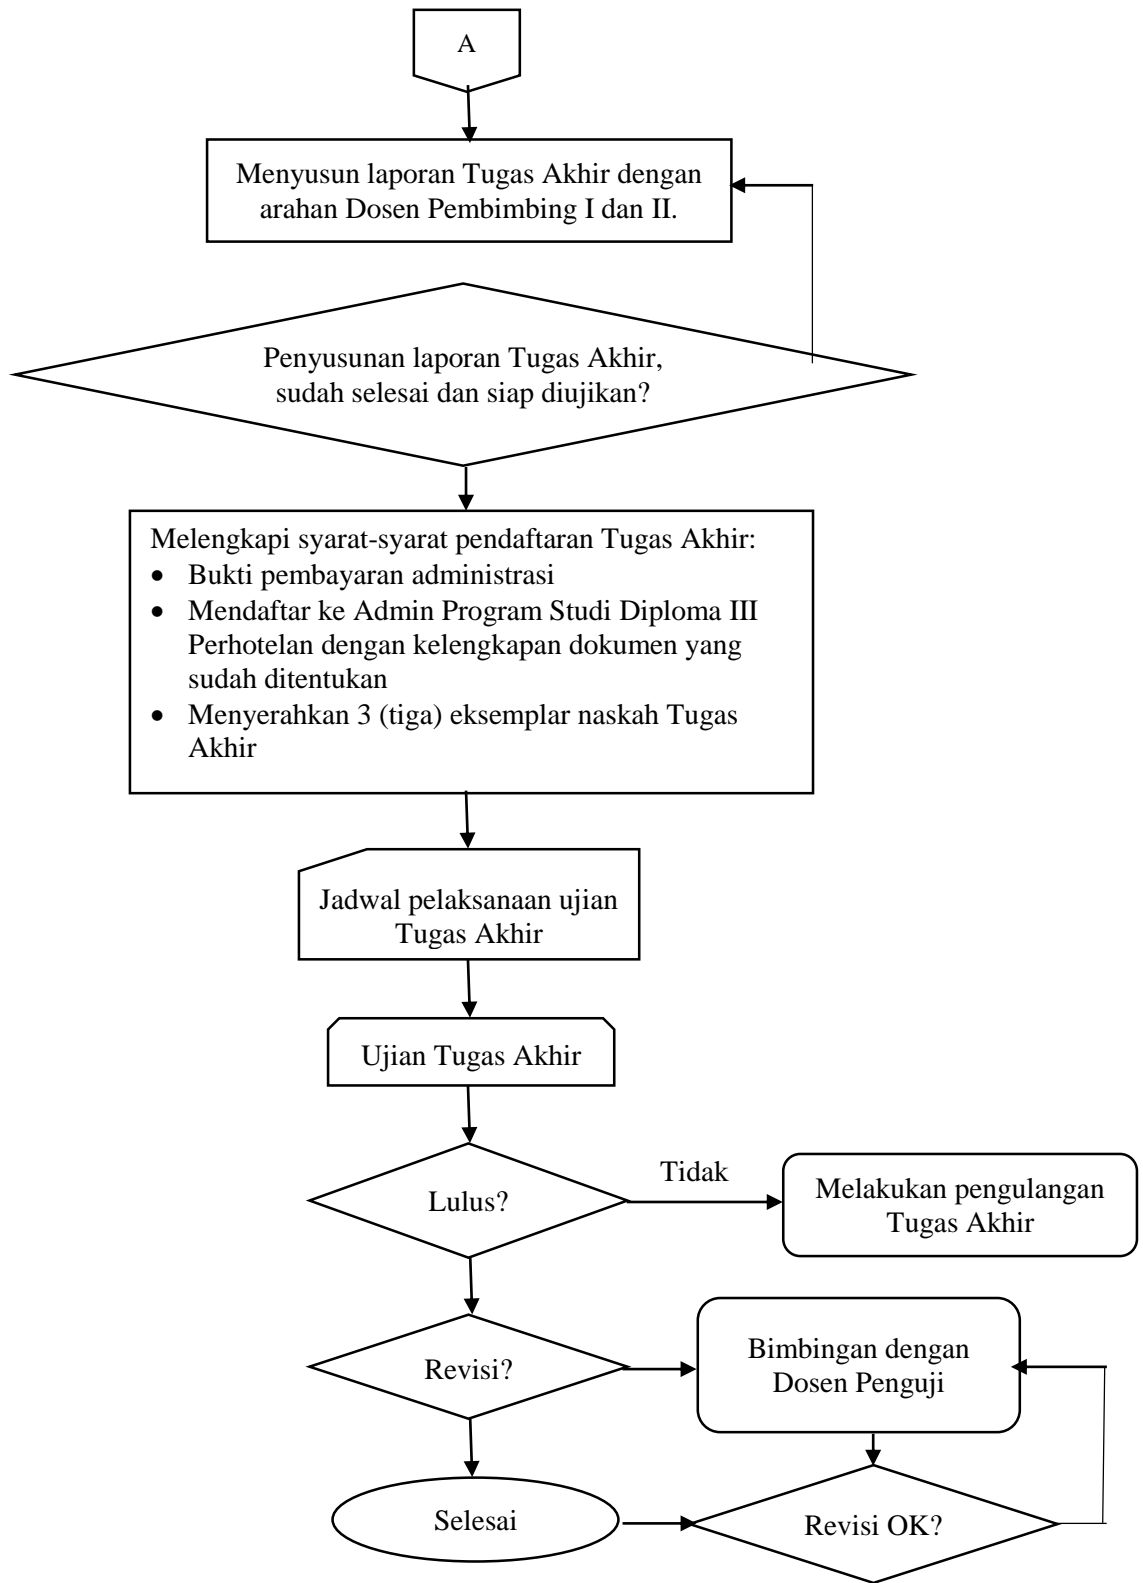 A
Menyusun laporan Tugas Akhir dengan
arahan Dosen Pembimbing I dan II.
Penyusunan laporan Tugas Akhir,
sudah selesai dan siap diujikan?
Melengkapi syarat-syarat pendaftaran Tugas Akhir:
• Bukti pembayaran administrasi
• Mendaftar ke Admin Program Studi Diploma III
Perhotelan dengan kelengkapan dokumen yang
sudah ditentukan
• Menyerahkan 3 (tiga) eksemplar naskah Tugas
Akhir
Jadwal pelaksanaan ujian
Tugas Akhir
Ujian Tugas Akhir
Lulus?
Tidak
Melakukan pengulangan
Tugas Akhir
Revisi?
Bimbingan dengan
Dosen Penguji
Selesai
Revisi OK?